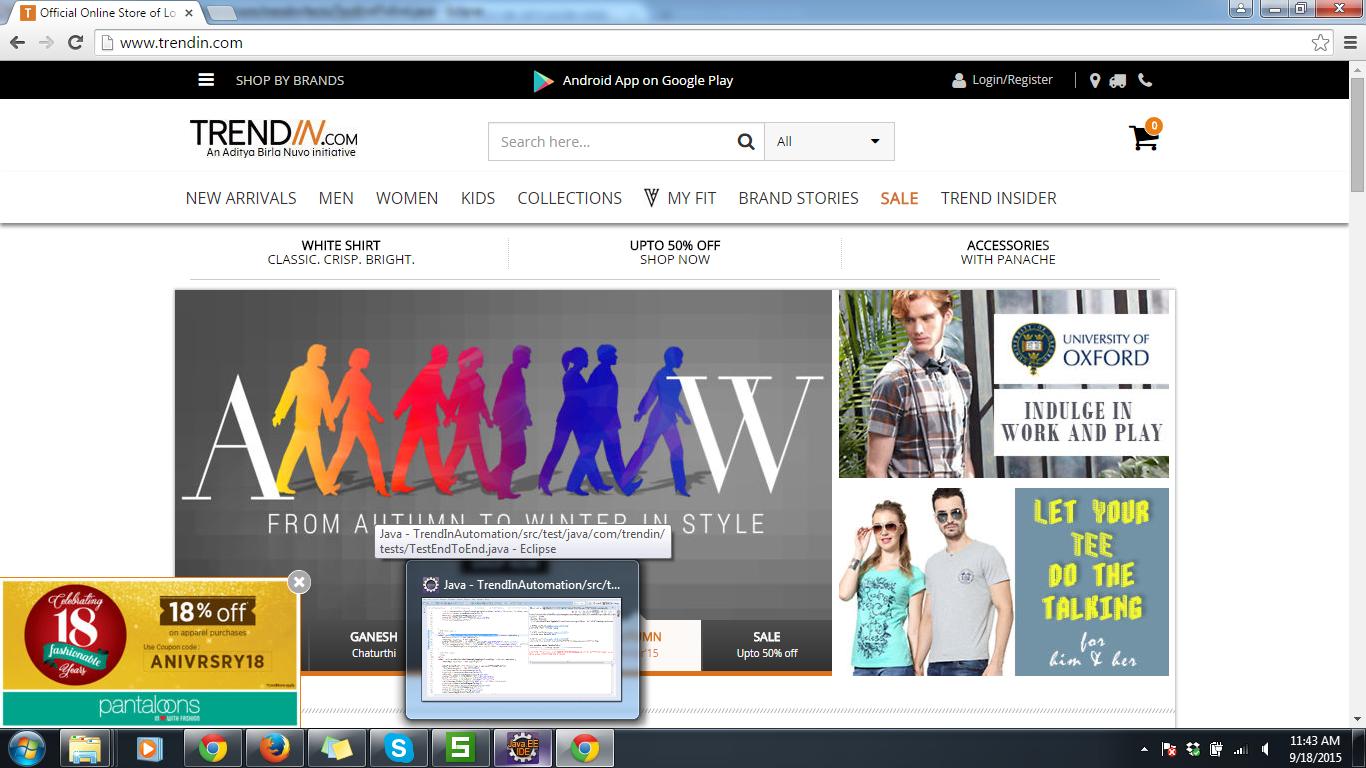 Official Online Store of Lo
www.trendin.com
SHOP BY BRANDS
Android App on Google Play
Login/Register
TRENDIN.COM
An Aditya Birla Nuvo initiative
Search here...
All
0
NEW ARRIVALS MEN WOMEN KIDS COLLECTIONS MY FIT BRAND STORIES SALE TREND INSIDER
WHITE SHIRT
CLASSIC. CRISP. BRIGHT.
UPTO 50% OFF
SHOP NOW
ACCESSORIES
WITH PANACHE
A W
FROM AUTUMN TO WINTER IN STYLE
UNIVERSITY OF
OXFORD
INDULGE IN
WORK AND PLAY
LET YOUR
TEE
DO THE
TALKING
for
him & her
Java - TrendInAutomation/src/test/java/com/trendin/
tests/TestEndToEnd.java - Eclipse
Java - TrendInAutomation/src/t...
GANESH
Chaturthi
SALE
Upto 50% off
Celebrating
18
fashionable
Years
18% off
on apparel purchases
Use Coupon code :
ANIVRSRY18
pantaloons
Java EE
IDE
11:43 AM
9/18/2015